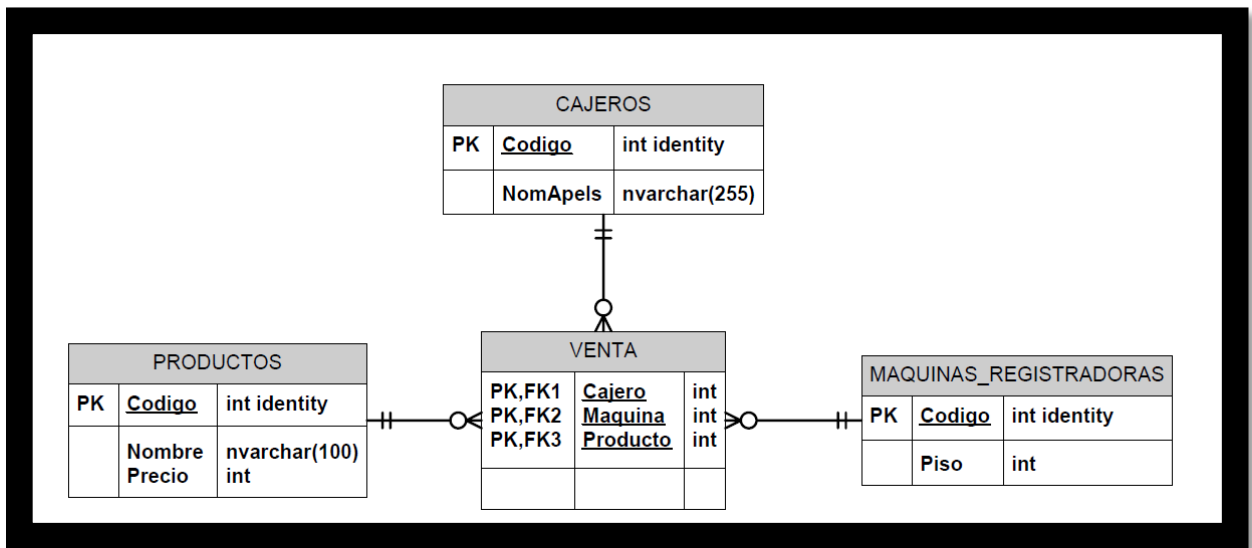 CAJEROS
PK Codigo int identity
NomApels nvarchar(255)
PRODUCTOS
PK Codigo int identity
Nombre nvarchar(100)
Precio int
VENTA
PK,FK1 Cajero int
PK,FK2 Maquina int
PK,FK3 Producto int
MAQUINAS_REGISTRADORAS
PK Codigo int identity
Piso int